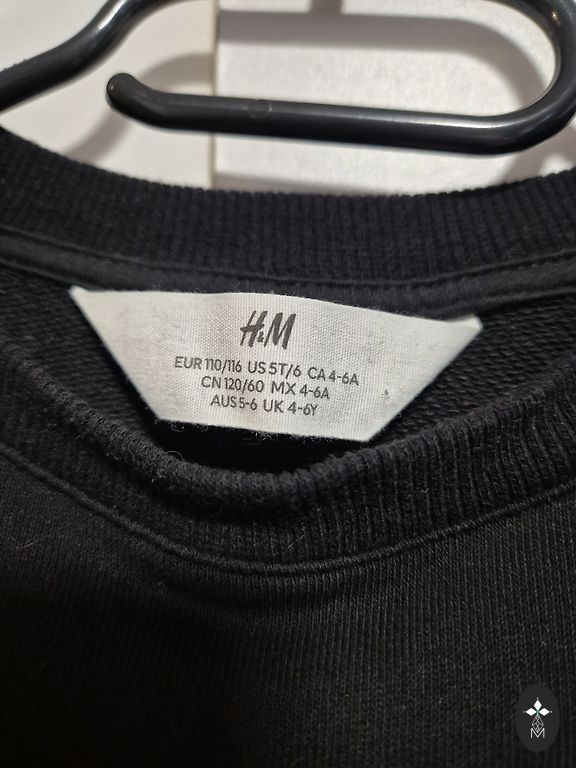 H&M
EUR 110/116 US 5T/6 CA 4-6A
CN 120/60 MX 4-6A
AUS 5-6 UK 4-6Y
M